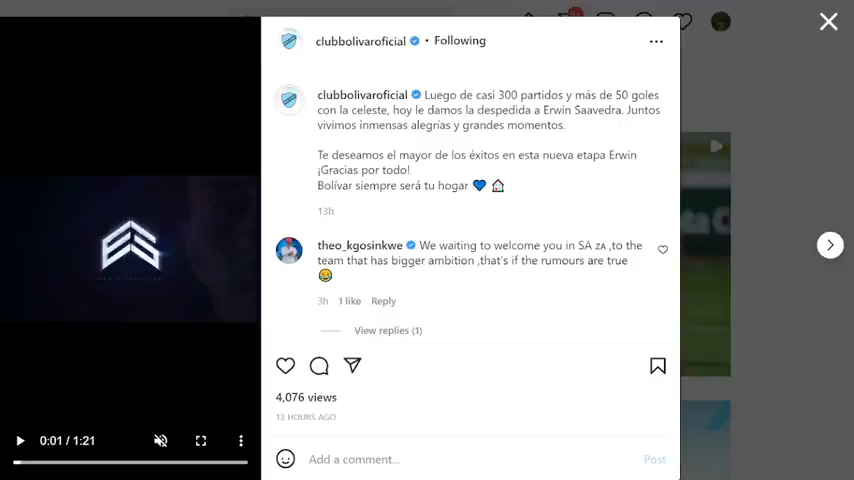 clubbolivaroficial • Following
clubbolivaroficial Luego de casi 300 partidos y más de 50 goles
con la celeste, hoy le damos la despedida a Erwin Saavedra. Juntos
vivimos inmensas alegrías y grandes momentos.
Te deseamos el mayor de los éxitos en esta nueva etapa Erwin
¡Gracias por todo!
Bolívar siempre será tu hogar 💙 🏠
13h
theo_kgosinkwe We waiting to welcome you in SA ZA ,to the
team that has bigger ambition ,that's if the rumours are true
😂
3h 1 like Reply
View replies (1)
4,076 views
13 HOURS AGO
0:01 / 1:21
Add a comment... Post